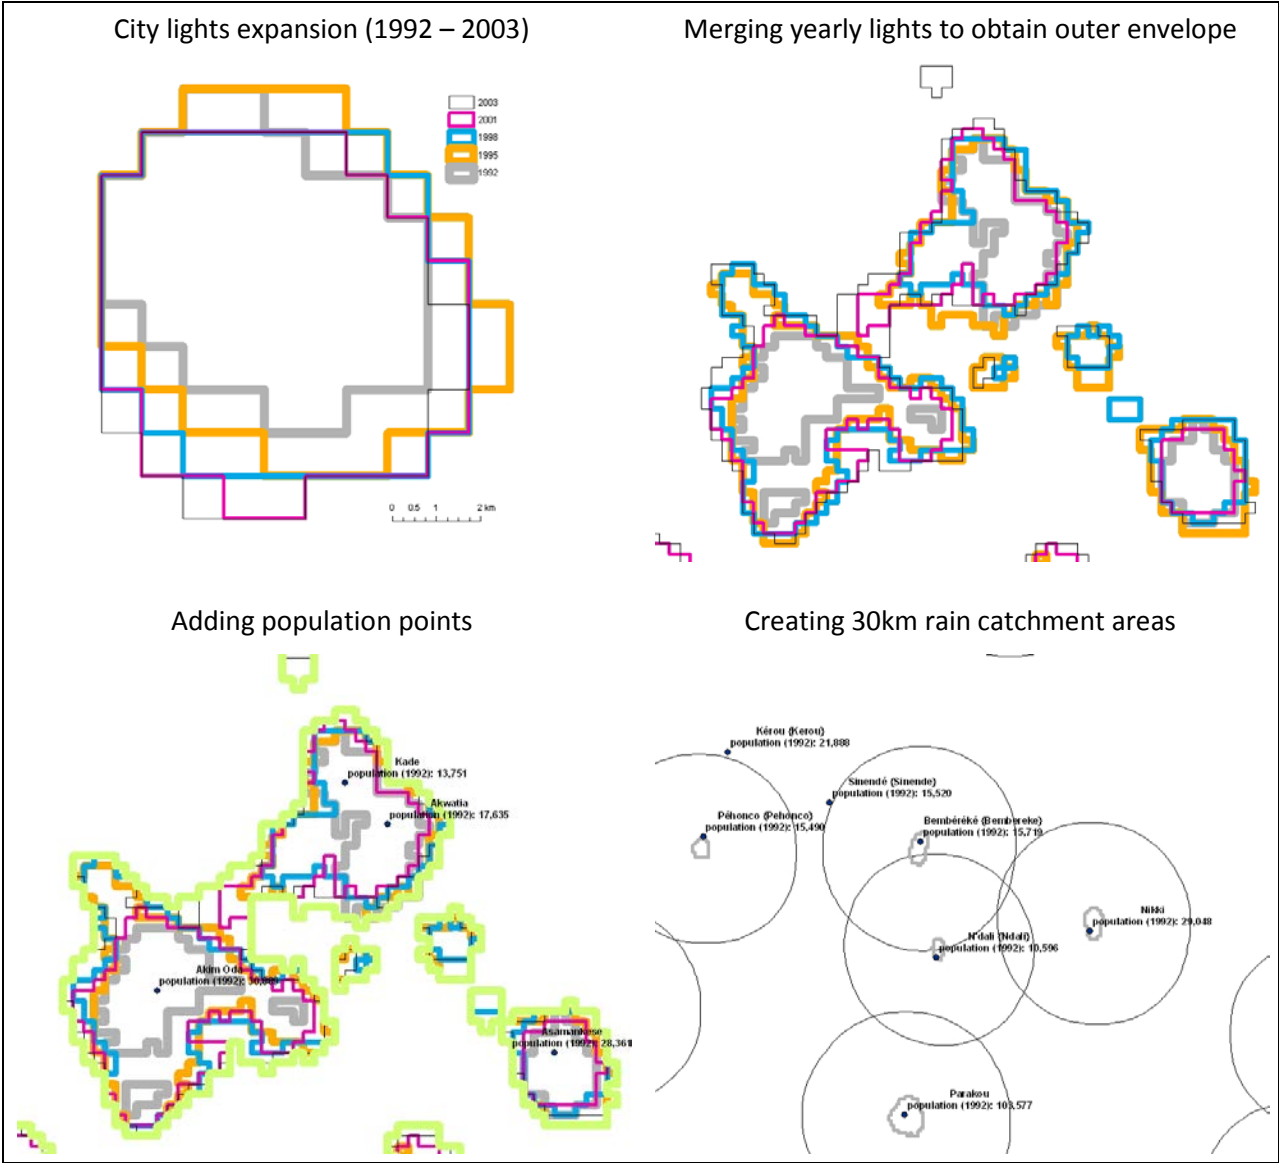 City lights expansion (1992 – 2003)
Merging yearly lights to obtain outer envelope
2003
2001
1998
1995
1992
0 0.5 1 2 km
Adding population points
Creating 30km rain catchment areas
Kade
population (1992): 13,751
Akwatia
population (1992): 17,635
Akim Oda
population (1992): 30,869
Asamankese
population (1992): 28,361
Kérou (Kerou)
population (1992): 21,888
Sinendé (Sinende)
population (1992): 15,520
Péhonco (Pehonco)
population (1992): 15,490
Bembéréké (Bembereke)
population (1992): 15,719
Nikki
population (1992): 29,048
N'dali (Ndali)
population (1992): 10,596
Parakou
population (1992): 103,577